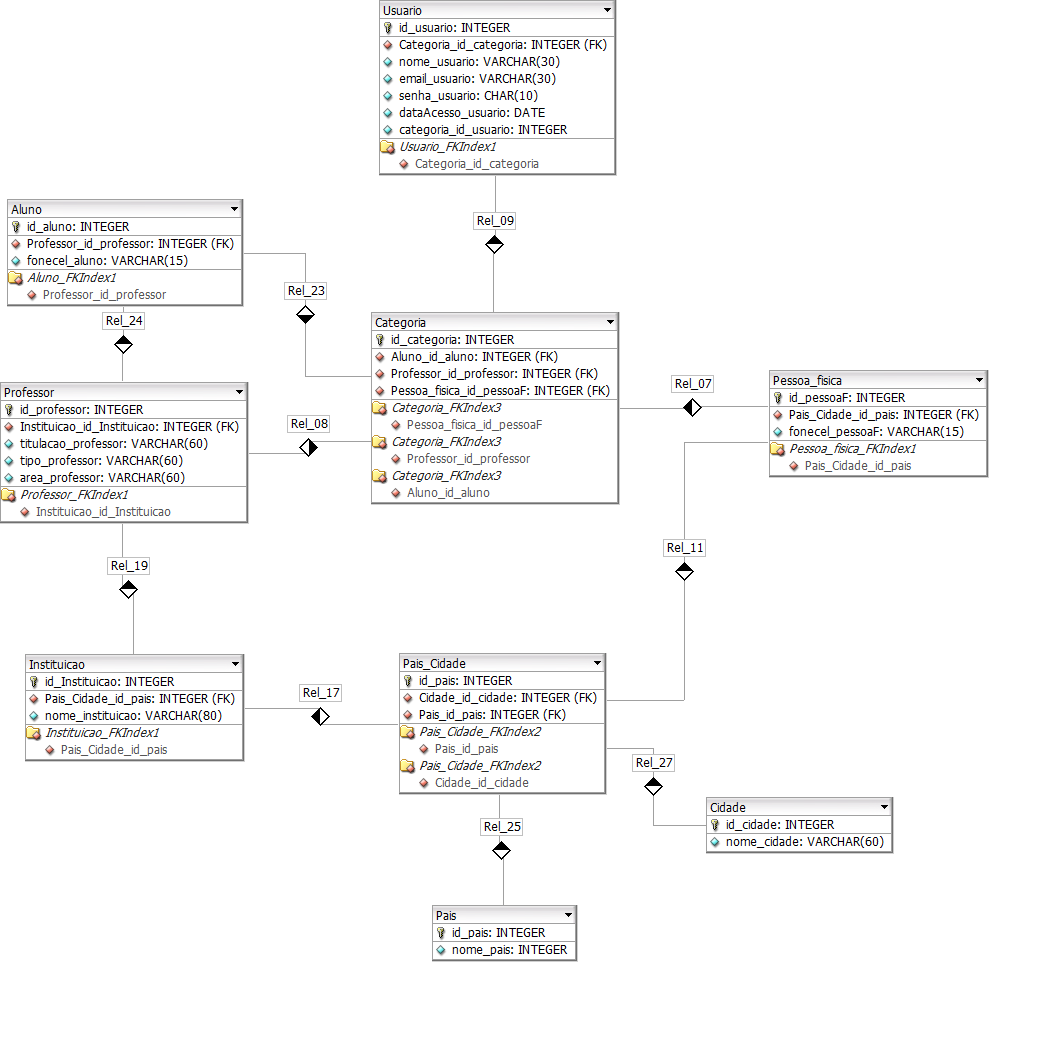 Usuario
id_usuario: INTEGER
Categoria_id_categoria: INTEGER (FK)
nome_usuario: VARCHAR(30)
email_usuario: VARCHAR(30)
senha_usuario: CHAR(10)
dataAcesso_usuario: DATE
categoria_id_usuario: INTEGER
Usuario_FKIndex1
Categoria_id_categoria
Rel_09
Aluno
id_aluno: INTEGER
Professor_id_professor: INTEGER (FK)
fonecel_aluno: VARCHAR(15)
Aluno_FKIndex1
Professor_id_professor
Rel_23
Rel_24
Categoria
id_categoria: INTEGER
Aluno_id_aluno: INTEGER (FK)
Professor_id_professor: INTEGER (FK)
Pessoa_fisica_id_pessoaF: INTEGER (FK)
Categoria_FKIndex3
Pessoa_fisica_id_pessoaF
Categoria_FKIndex3
Professor_id_professor
Categoria_FKIndex3
Aluno_id_aluno
Rel_07
Pessoa_fisica
id_pessoaF: INTEGER
Pais_Cidade_id_pais: INTEGER (FK)
fonecel_pessoaF: VARCHAR(15)
Pessoa_fisica_FKIndex1
Pais_Cidade_id_pais
Professor
id_professor: INTEGER
Instituicao_id_Instituicao: INTEGER (FK)
titulacao_professor: VARCHAR(60)
tipo_professor: VARCHAR(60)
area_professor: VARCHAR(60)
Professor_FKIndex1
Instituicao_id_Instituicao
Rel_08
Rel_11
Rel_19
Instituicao
id_Instituicao: INTEGER
Pais_Cidade_id_pais: INTEGER (FK)
nome_instituicao: VARCHAR(80)
Instituicao_FKIndex1
Pais_Cidade_id_pais
Rel_17
Pais_Cidade
id_pais: INTEGER
Cidade_id_cidade: INTEGER (FK)
Pais_id_pais: INTEGER (FK)
Pais_Cidade_FKIndex2
Pais_id_pais
Pais_Cidade_FKIndex2
Cidade_id_cidade
Rel_27
Cidade
id_cidade: INTEGER
nome_cidade: VARCHAR(60)
Rel_25
Pais
id_pais: INTEGER
nome_pais: INTEGER